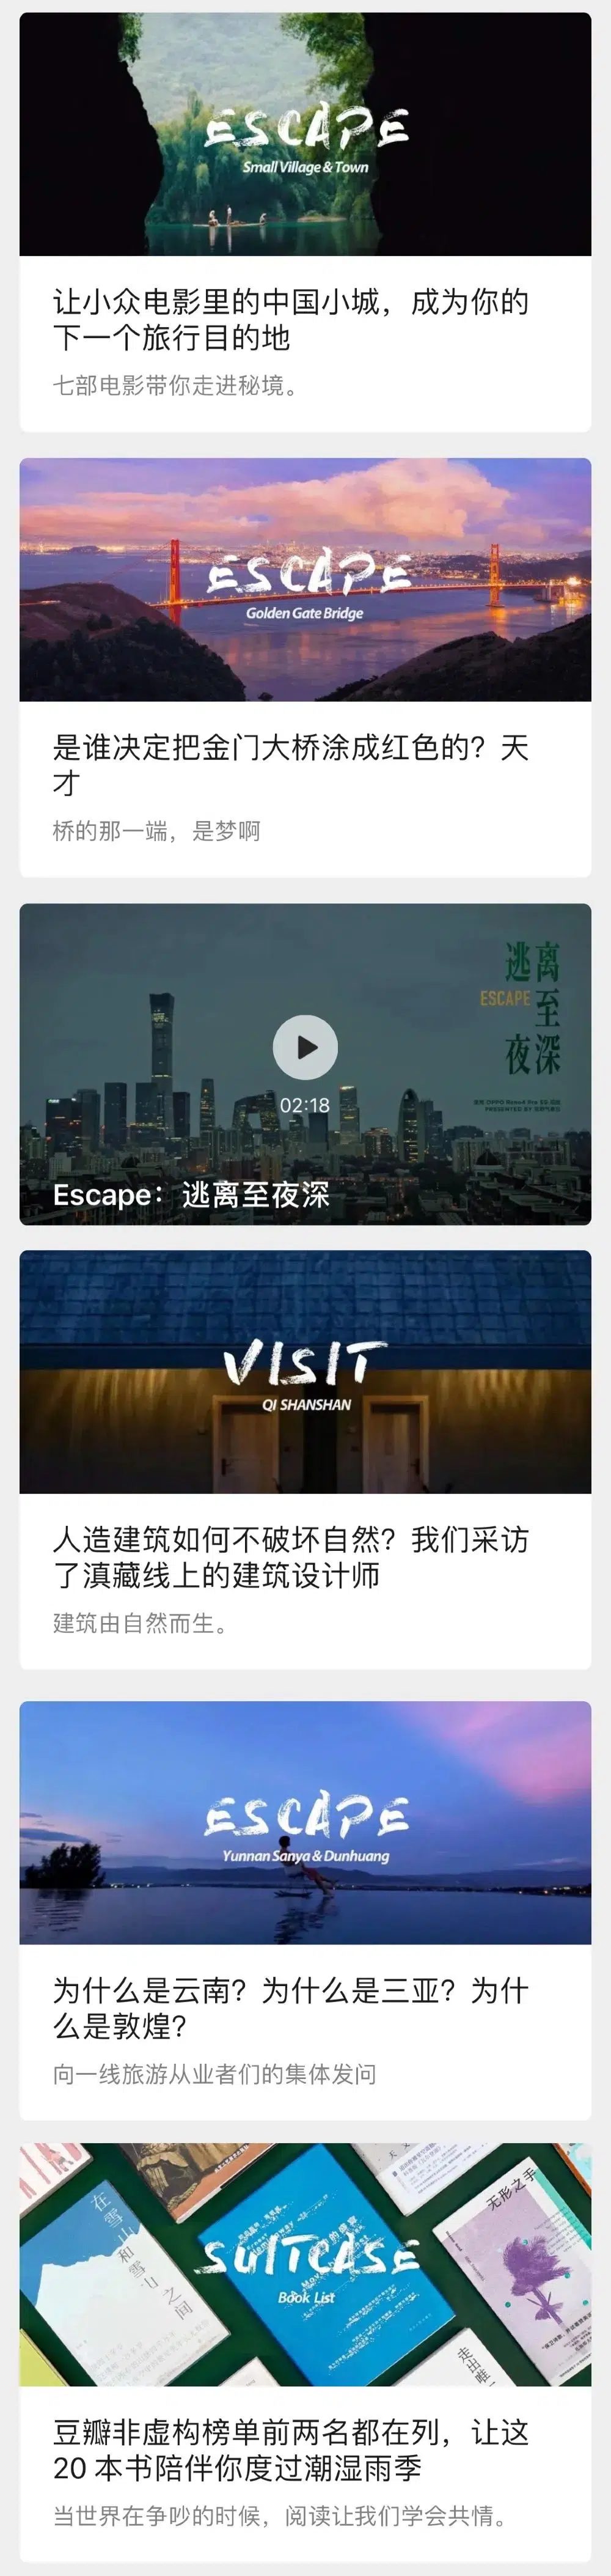 ESCAPE
Small Village & Town
让小众电影里的中国小城，成为你的
下一个旅行目的地
七部电影带你走进秘境。
ESCAPE
Golden Gate Bridge
是谁决定把金门大桥涂成红色的？天
才
桥的那一端，是梦啊
逃离
ESCAPE 至
夜深
02:18
Escape：逃离至夜深
VISIT
QI SHANSHAN
人造建筑如何不破坏自然？我们采访
了滇藏线上的建筑设计师
建筑由自然而生。
ESCAPE
Yunnan Sanya & Dunhuang
为什么是云南？为什么是三亚？为什
么是敦煌？
向一线旅游从业者们的集体发问
在雪山和雪山之间
无形之手
SUITCASE
Book List
走出唯一
豆瓣非虚构榜单前两名都在列，让这
20 本书陪伴你度过潮湿雨季
当世界在争吵的时候，阅读让我们学会共情。